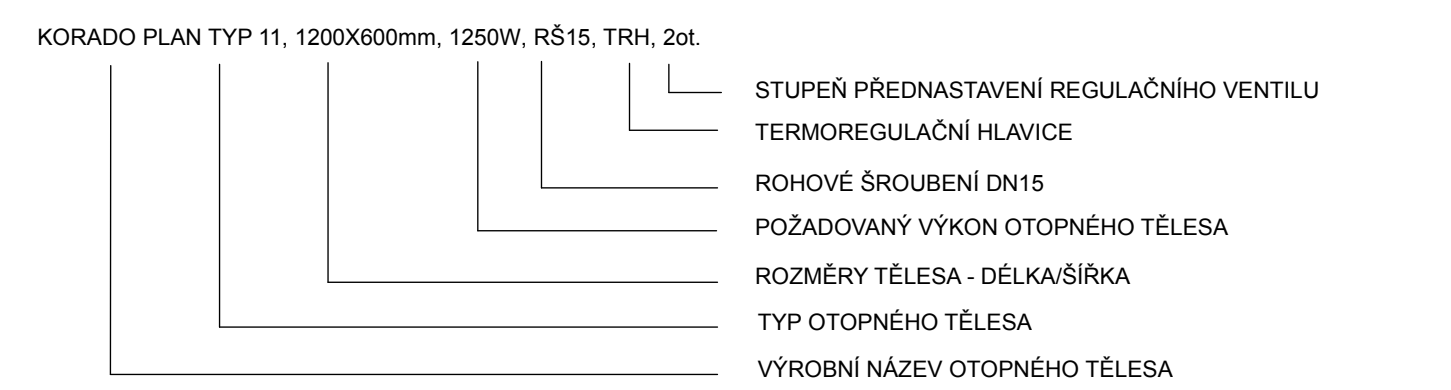 KORADO PLAN TYP 11, 1200X600mm, 1250W, RŠ15, TRH, 2ot.
STUPEŇ PŘEDNASTAVENÍ REGULAČNÍHO VENTILU
TERMOREGULAČNÍ HLAVICE
ROHOVÉ ŠROUBENÍ DN15
POŽADOVANÝ VÝKON OTOPNÉHO TĚLESA
ROZMĚRY TĚLESA - DÉLKA/ŠÍŘKA
TYP OTOPNÉHO TĚLESA
VÝROBNÍ NÁZEV OTOPNÉHO TĚLESA